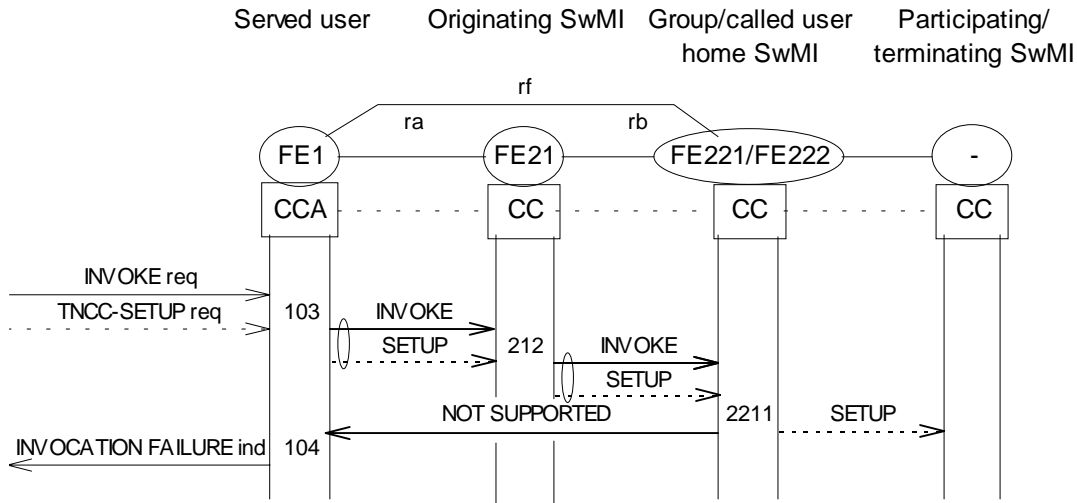 Served user
Originating SwMI
Group/called user
home SwMI
Participating/
terminating SwMI
rf
ra
rb
FE1
FE21
FE221/FE222
-
CCA
CC
CC
CC
INVOKE req
TNCC-SETUP req
103
INVOKE
SETUP
212
INVOKE
SETUP
NOT SUPPORTED
2211
SETUP
INVOCATION FAILURE ind
104